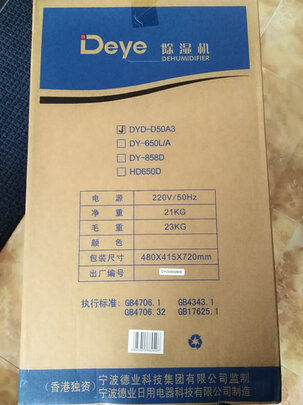 Deye 除湿机
DEHUMIDIFIER
DYD-D50A3
DY-650L/A
DY-858D
HD650D
电 源 220V/50Hz
净 重 21KG
毛 重 23KG
颜 色
包装尺寸 480X415X720mm
出厂编号
执行标准: GB4706.1 GB4343.1
GB4706.32 GB17625.1
(香港独资) 宁波德业科技集团有限公司监制
宁波德业日用电器科技有限公司制造